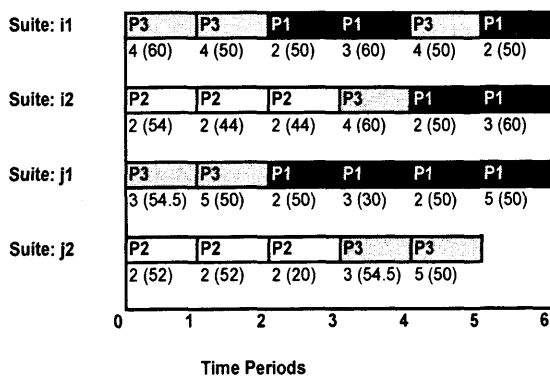 Suite: i1 P3 P3 P1 P1 P3 P1
4 (60) 4 (50) 2 (50) 3 (60) 4 (50) 2 (50)
Suite: i2 P2 P2 P2 P3 P1 P1
2 (54) 2 (44) 2 (44) 4 (60) 2 (50) 3 (60)
Suite: j1 P3 P3 P1 P1 P1 P1
3 (54.5) 5 (50) 2 (50) 3 (30) 2 (50) 5 (50)
Suite: j2 P2 P2 P2 P3 P3
2 (52) 2 (52) 2 (20) 3 (54.5) 5 (50)
0 1 2 3 4 5 6
Time Periods